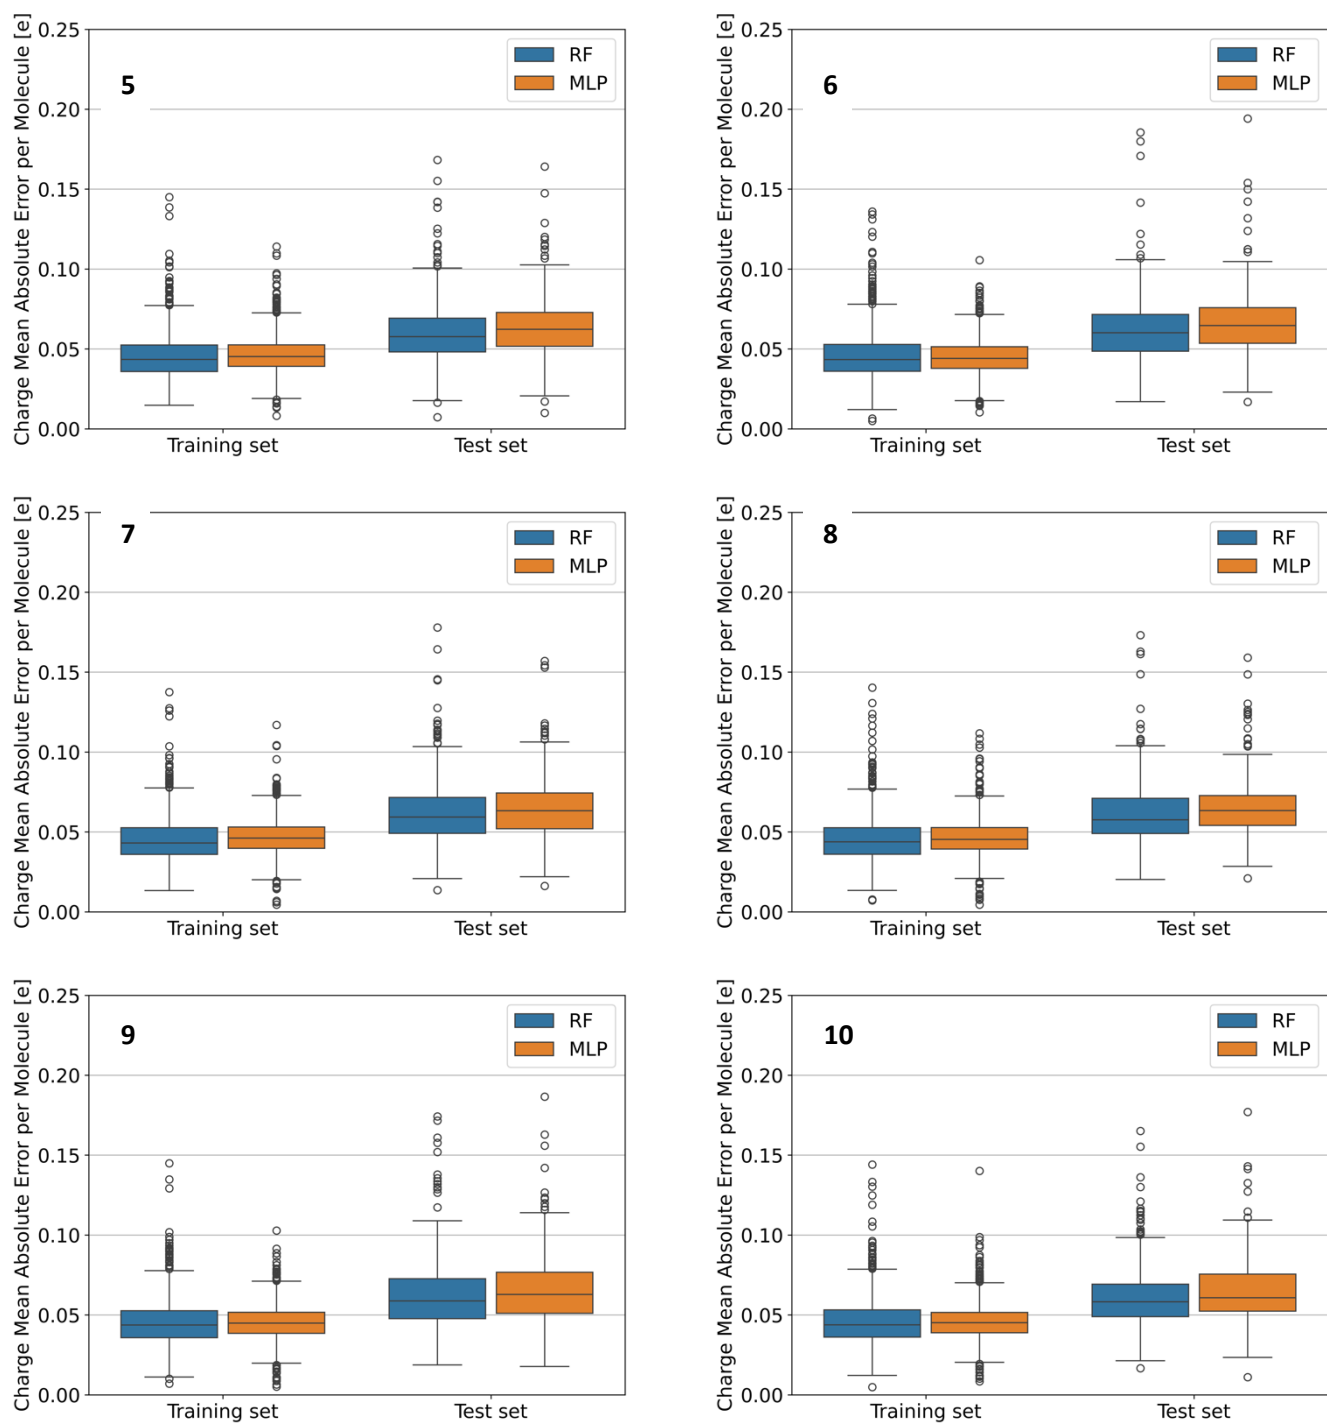 Charge Mean Absolute Error per Molecule [e]
0.25
0.20
0.15
0.10
0.05
0.00
5
RF
MLP
Training set
Test set
Charge Mean Absolute Error per Molecule [e]
0.25
0.20
0.15
0.10
0.05
0.00
6
RF
MLP
Training set
Test set
Charge Mean Absolute Error per Molecule [e]
0.25
0.20
0.15
0.10
0.05
0.00
7
RF
MLP
Training set
Test set
Charge Mean Absolute Error per Molecule [e]
0.25
0.20
0.15
0.10
0.05
0.00
8
RF
MLP
Training set
Test set
Charge Mean Absolute Error per Molecule [e]
0.25
0.20
0.15
0.10
0.05
0.00
9
RF
MLP
Training set
Test set
Charge Mean Absolute Error per Molecule [e]
0.25
0.20
0.15
0.10
0.05
0.00
10
RF
MLP
Training set
Test set